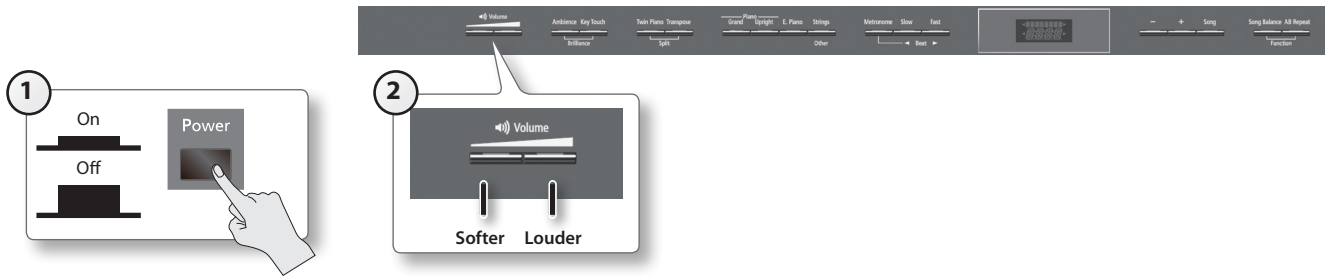 Volume
Ambience Key Touch
Brilliance
Twin Piano Transpose
Split
Piano
Grand Upright E. Piano Strings
Other
Metronome Slow Fast
◄ Beat ►
− + Song
Song Balance AB Repeat
Function
1
On
Off
Power
2
Volume
Softer Louder